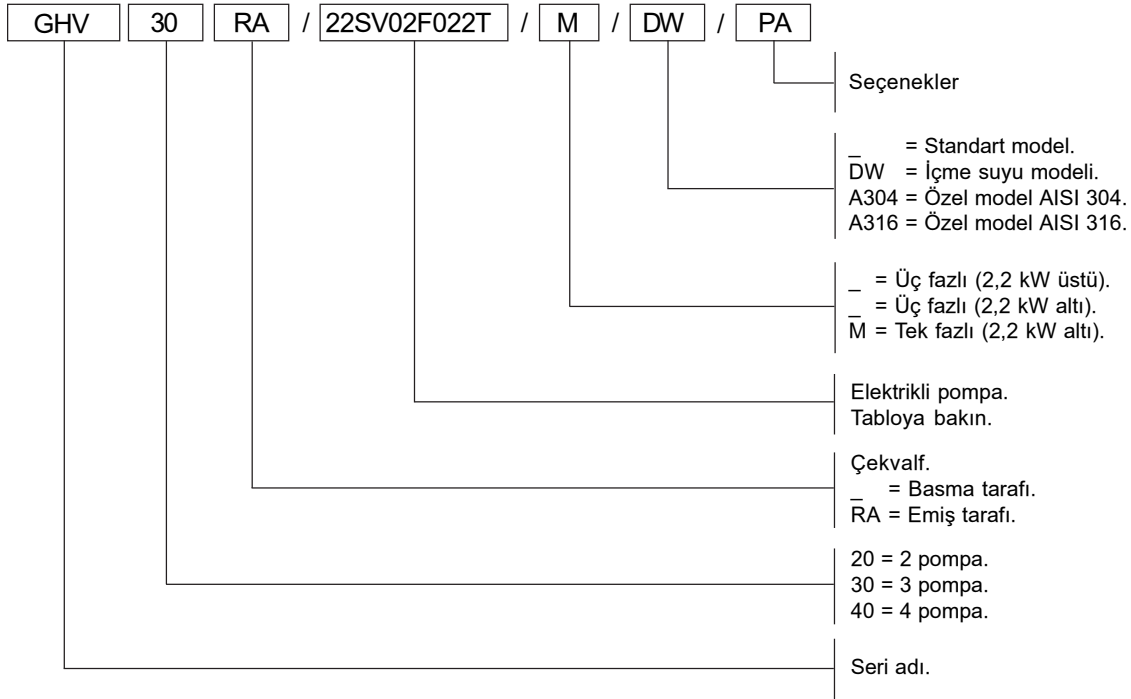 GHV 30 RA / 22SV02F022T / M / DW / PA
Seçenekler
_ = Standart model.
DW = İçme suyu modeli.
A304 = Özel model AISI 304.
A316 = Özel model AISI 316.
_ = Üç fazlı (2,2 kW üstü).
_ = Üç fazlı (2,2 kW altı).
M = Tek fazlı (2,2 kW altı).
Elektrikli pompa.
Tabloya bakın.
Çekvalf.
_ = Basma tarafı.
RA = Emiş tarafı.
20 = 2 pompa.
30 = 3 pompa.
40 = 4 pompa.
Seri adı.